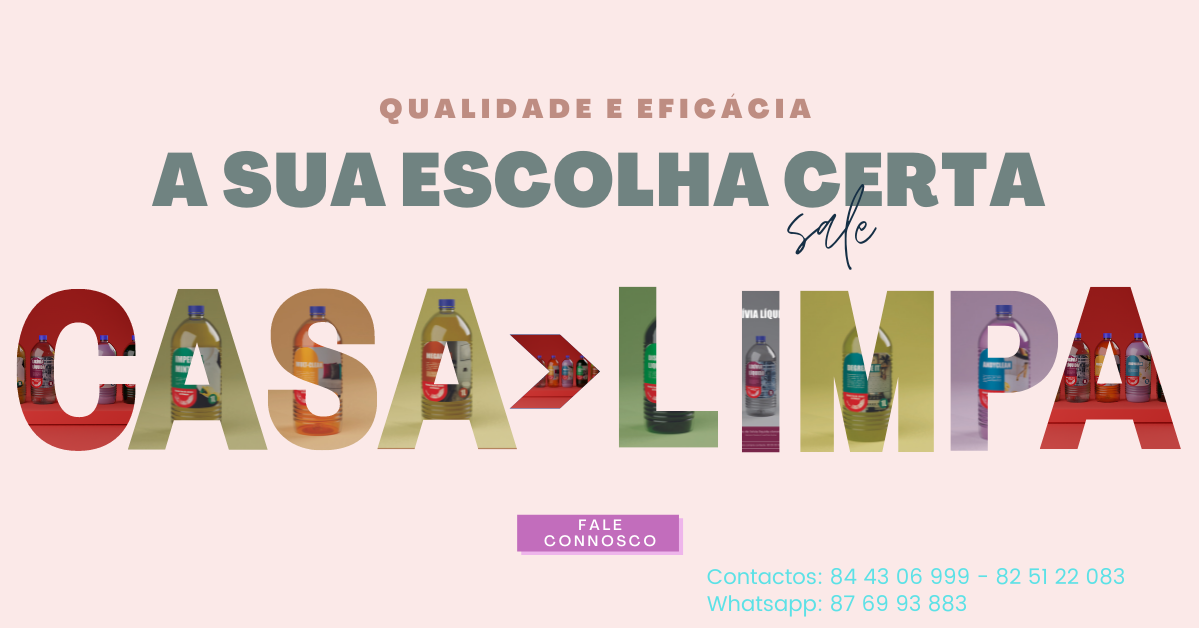 QUALIDADE E EFICÁCIA
A SUA ESCOLHA CERTA
sale
CASA LIMPA
FALE
CONNOSCO
Contactos: 84 43 06 999 - 82 51 22 083
Whatsapp: 87 69 93 883